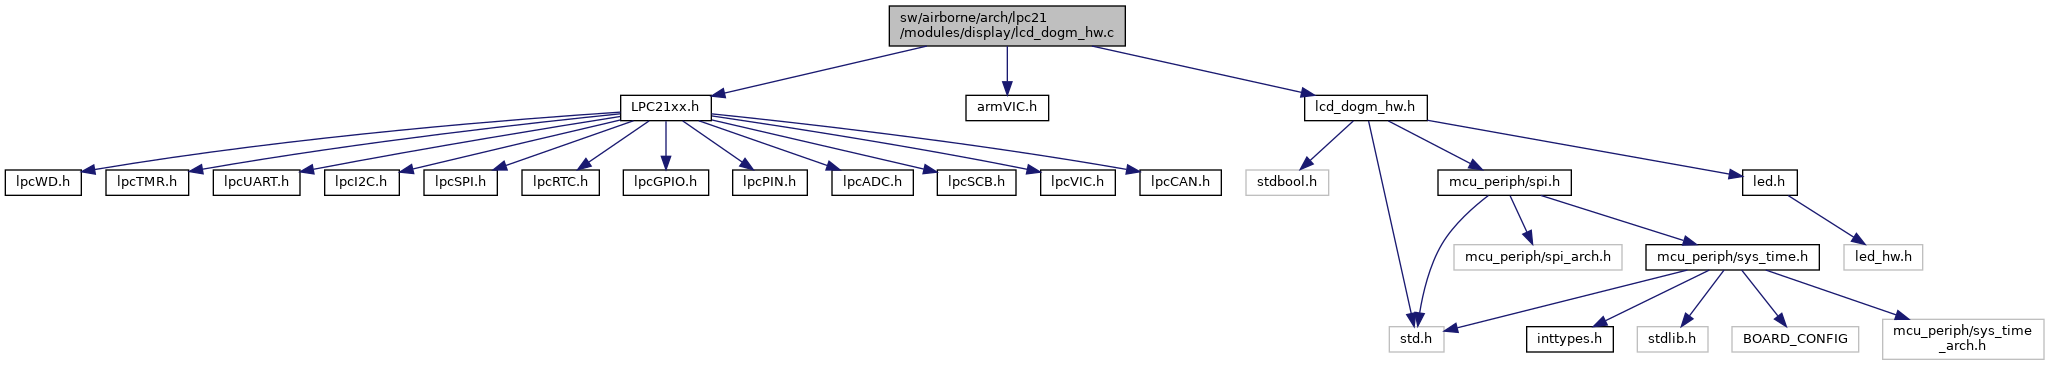 sw/airborne/arch/lpc21
/modules/display/lcd_dogm_hw.c
LPC21xx.h
armVIC.h
lcd_dogm_hw.h
lpcWD.h
lpcTMR.h
lpcUART.h
lpcI2C.h
lpcSPI.h
lpcRTC.h
lpcGPIO.h
lpcPIN.h
lpcADC.h
lpcSCB.h
lpcVIC.h
lpcCAN.h
stdbool.h
mcu_periph/spi.h
led.h
mcu_periph/spi_arch.h
mcu_periph/sys_time.h
led_hw.h
std.h
inttypes.h
stdlib.h
BOARD_CONFIG
mcu_periph/sys_time
_arch.h